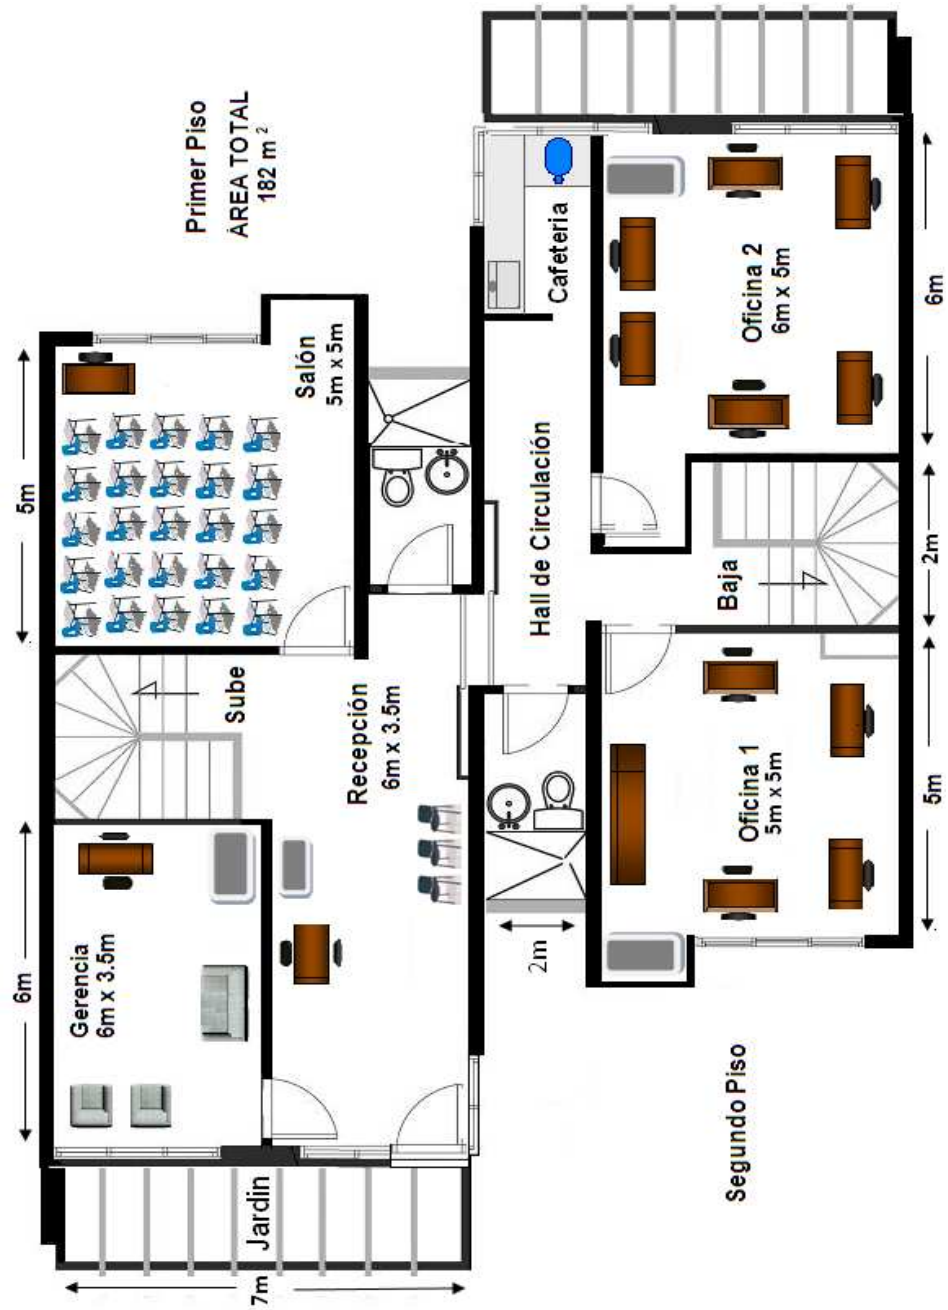 Primer Piso
ÁREA TOTAL
182 m ²
5m
6m
7m
Salón
5m x 5m
Sube
Recepción
6m x 3.5m
Gerencia
6m x 3.5m
Jardin
Cafeteria
Hall de Circulación
Oficina 2
6m x 5m
Baja
Oficina 1
5m x 5m
2m
6m
2m
5m
Segundo Piso